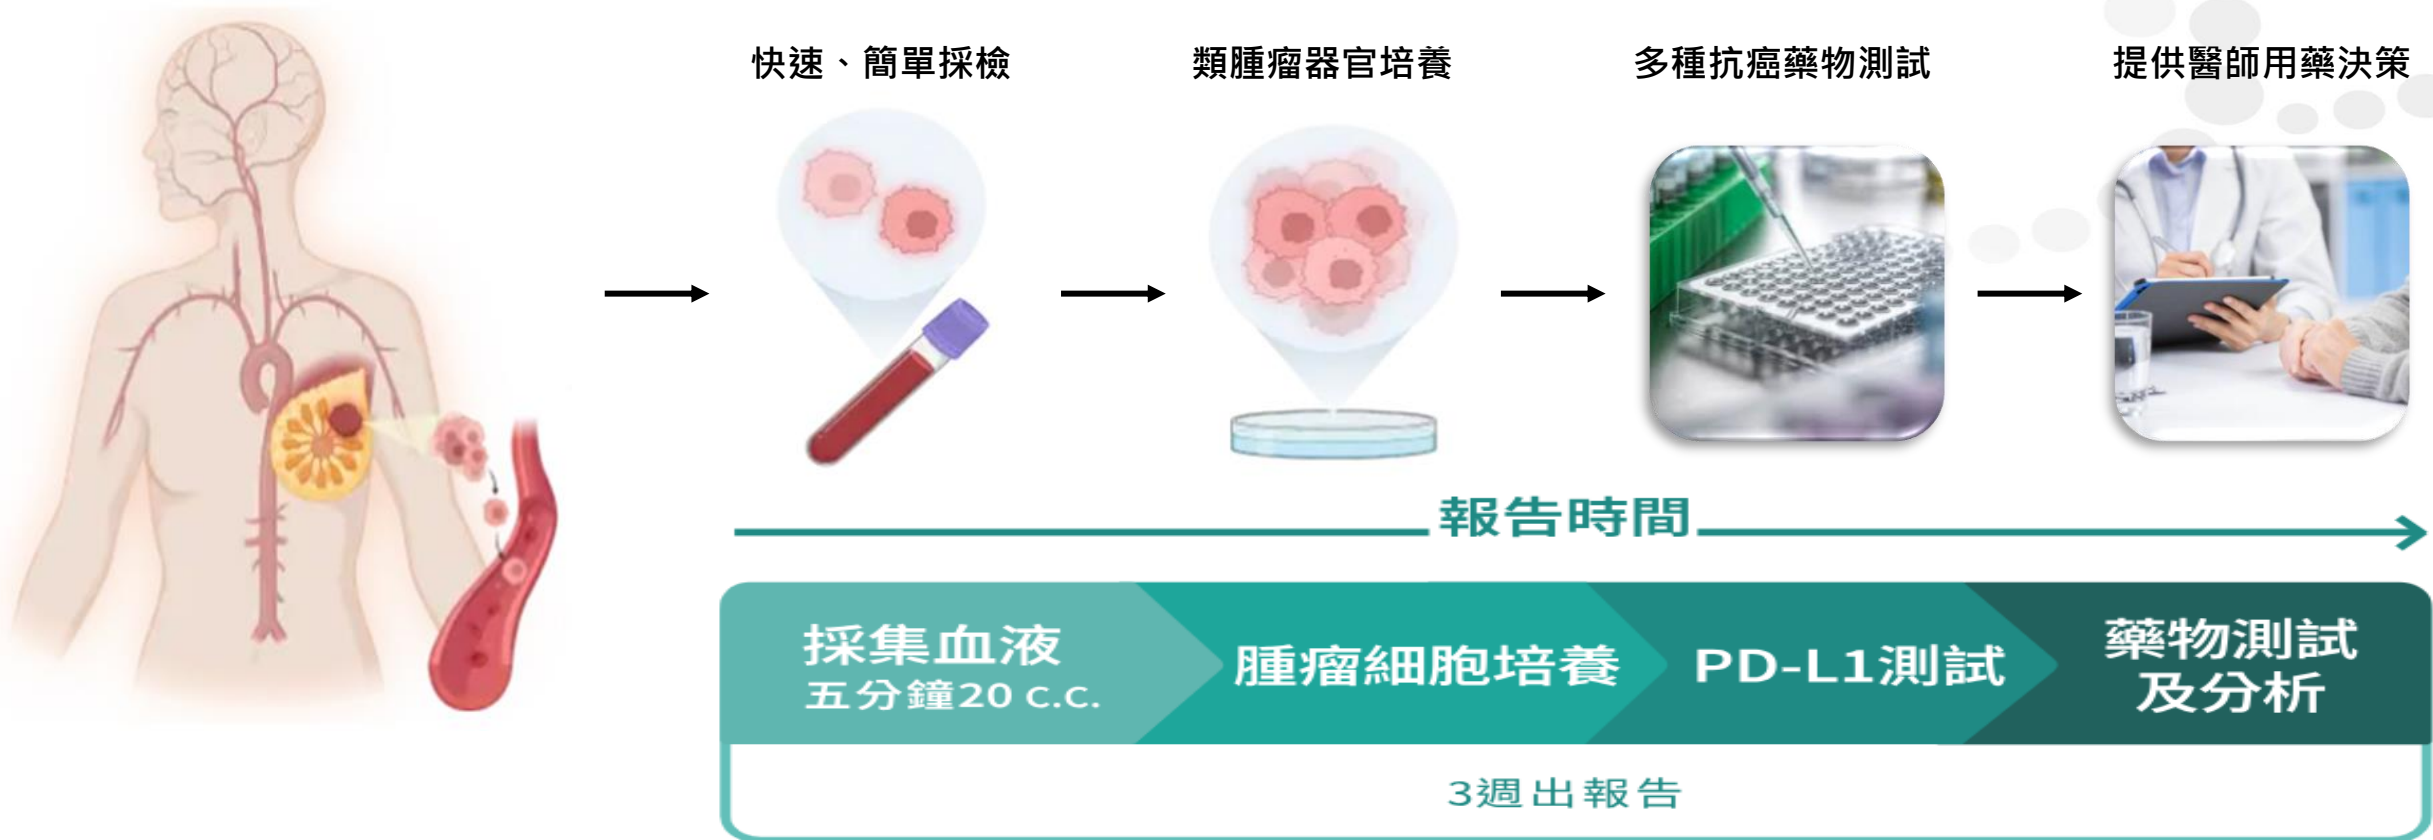 快速、簡單採檢
類腫瘤器官培養
多種抗癌藥物測試
提供醫師用藥決策
報告時間
採集血液
五分鐘20 c.c.
腫瘤細胞培養
PD-L1測試
藥物測試
及分析
3週出報告